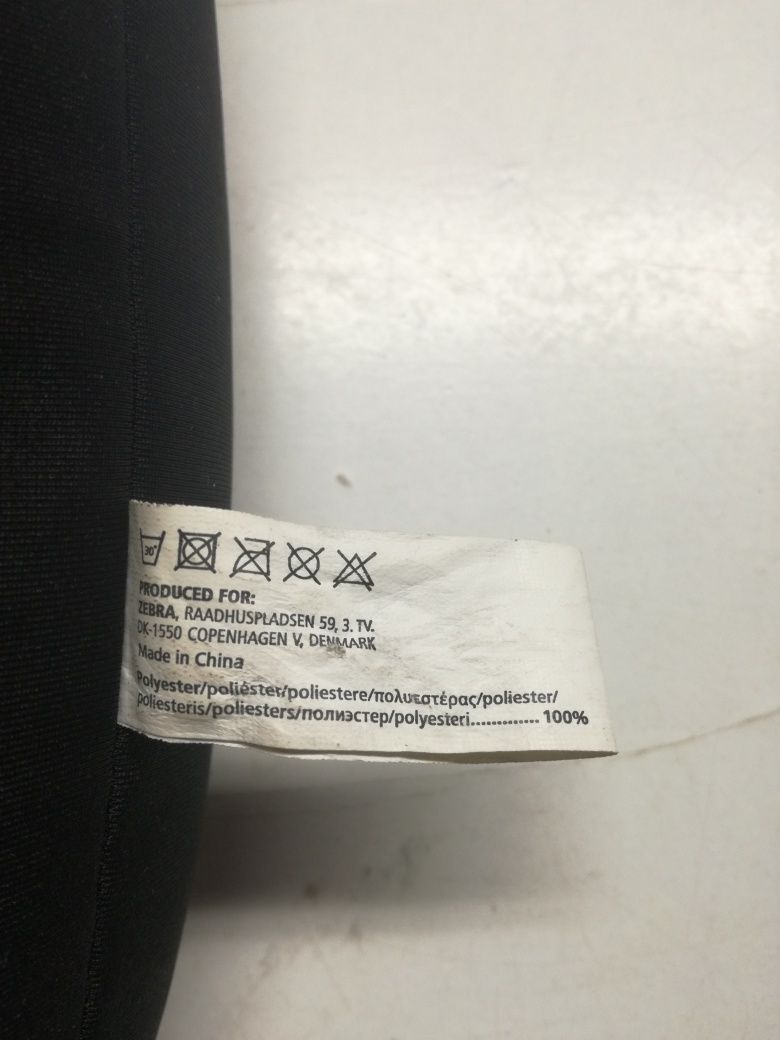 30°
PRODUCED FOR:
ZEBRA, RAADHUSPLADSEN 59, 3. TV.
DK-1550 COPENHAGEN V, DENMARK
Made in China
Polyester/poliéster/poliestere/πολυεστέρας/poliester/
poliesteris/poliesters/полиэстер/polyesteri.............. 100%